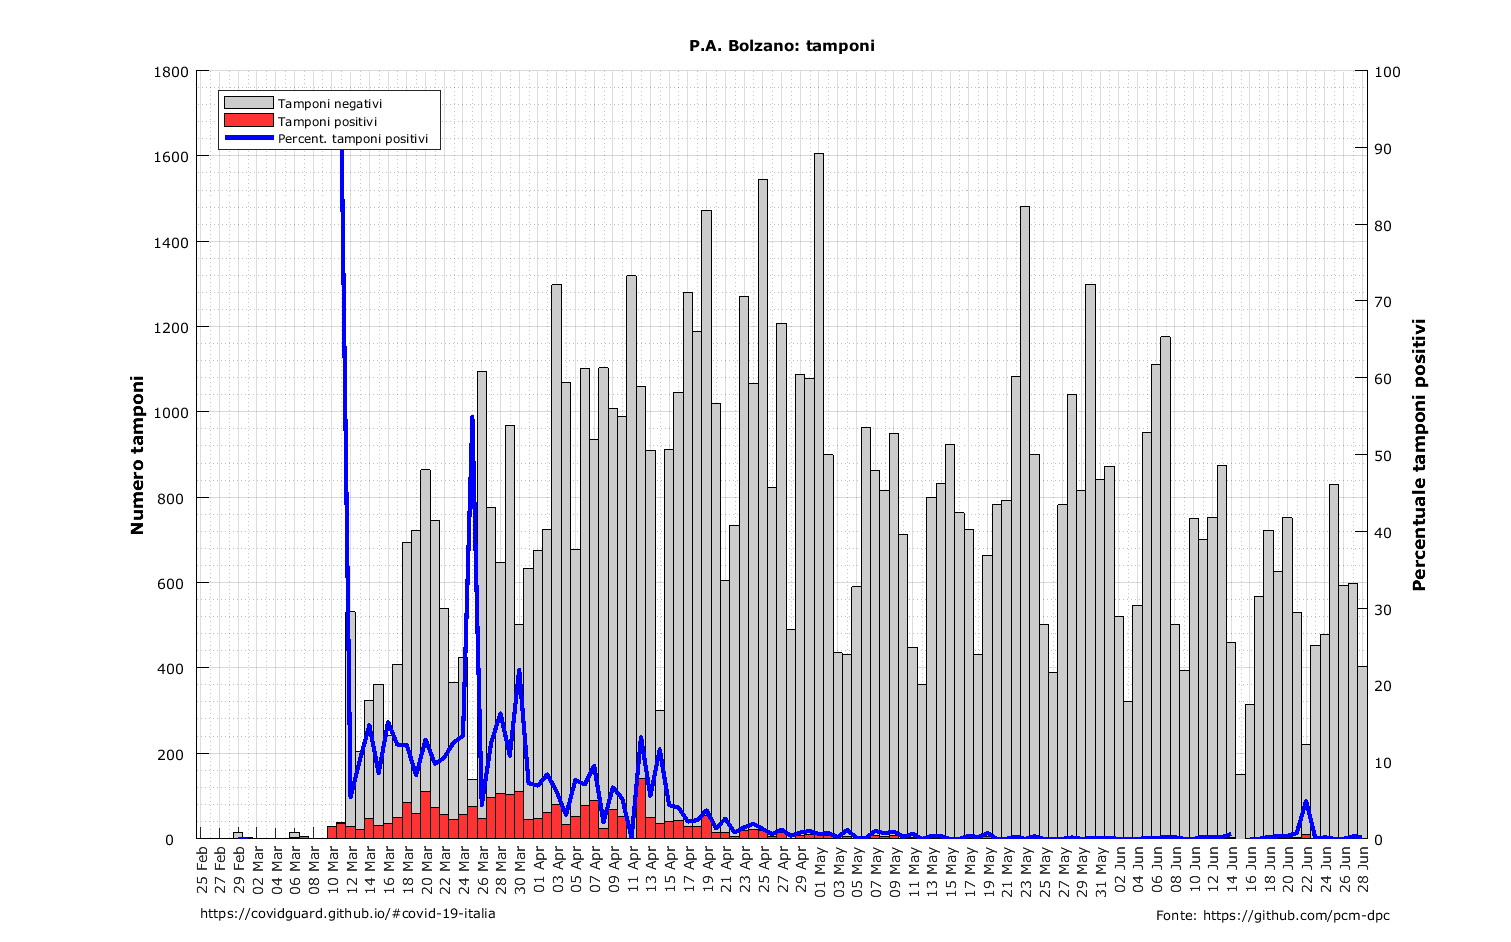 P.A. Bolzano: tamponi
Tamponi negativi
Tamponi positivi
Percent. tamponi positivi
Numero tamponi
1800
1600
1400
1200
1000
800
600
400
200
0
100
90
80
70
60
50
40
30
20
10
0
Percentuale tamponi positivi
25 Feb
27 Feb
29 Feb
02 Mar
04 Mar
06 Mar
08 Mar
10 Mar
12 Mar
14 Mar
16 Mar
18 Mar
20 Mar
22 Mar
24 Mar
26 Mar
28 Mar
30 Mar
01 Apr
03 Apr
05 Apr
07 Apr
09 Apr
11 Apr
13 Apr
15 Apr
17 Apr
19 Apr
21 Apr
23 Apr
25 Apr
27 Apr
29 Apr
01 May
03 May
05 May
07 May
09 May
11 May
13 May
15 May
17 May
19 May
21 May
23 May
25 May
27 May
29 May
31 May
02 Jun
04 Jun
06 Jun
08 Jun
10 Jun
12 Jun
14 Jun
16 Jun
18 Jun
20 Jun
22 Jun
24 Jun
26 Jun
28 Jun
https://covidguard.github.io/#covid-19-italia
Fonte: https://github.com/pcm-dpc